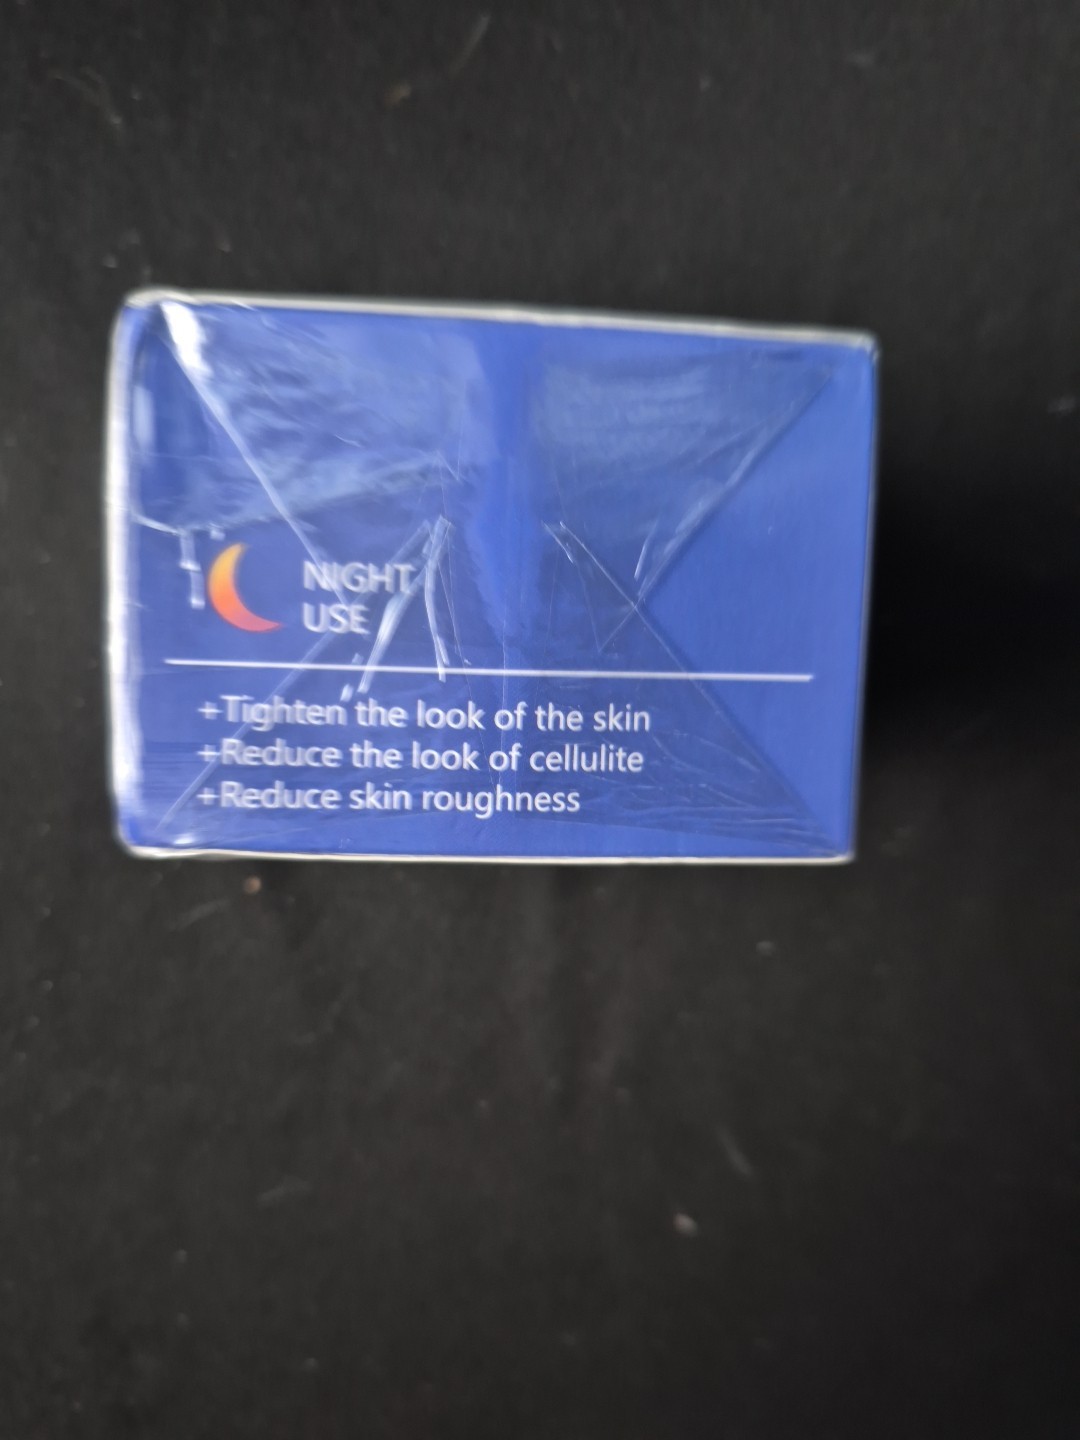 NIGHT
USE
+Tighten the look of the skin
+Reduce the look of cellulite
+Reduce skin roughness